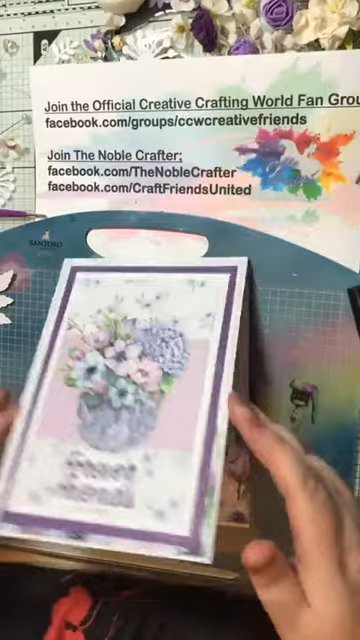 Join the Official Creative Crafting World Fan Grou
facebook.com/groups/ccwcreativefriends
Join The Noble Crafter;
facebook.com/TheNobleCrafter
facebook.com/CraftFriendsUnited
SANTORO